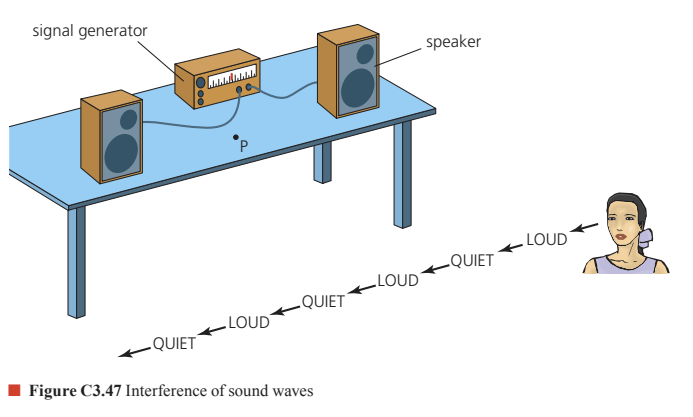 signal generator
speaker
P
LOUD
QUIET
LOUD
QUIET
LOUD
QUIET
Figure C3.47 Interference of sound waves